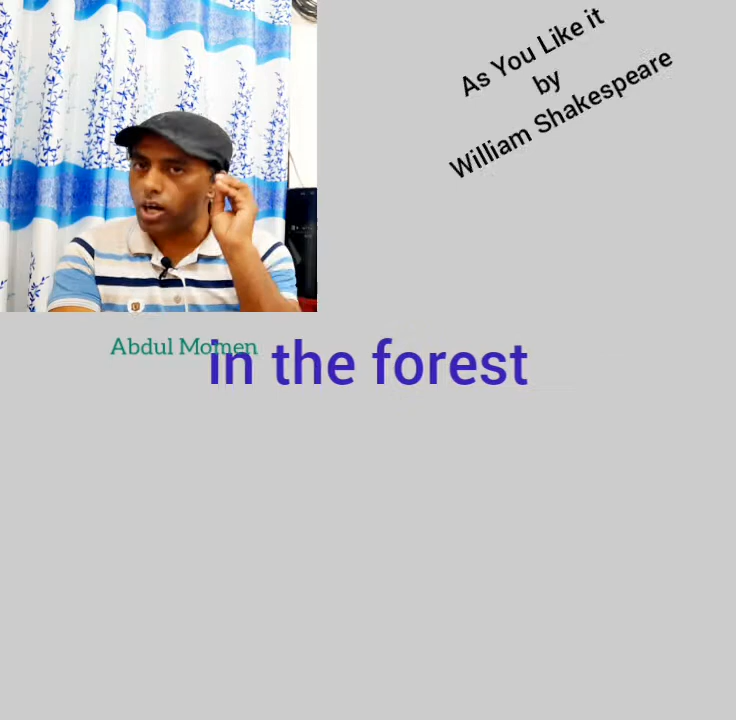 As You Like it
by
William Shakespeare
Abdul Momen
in the forest